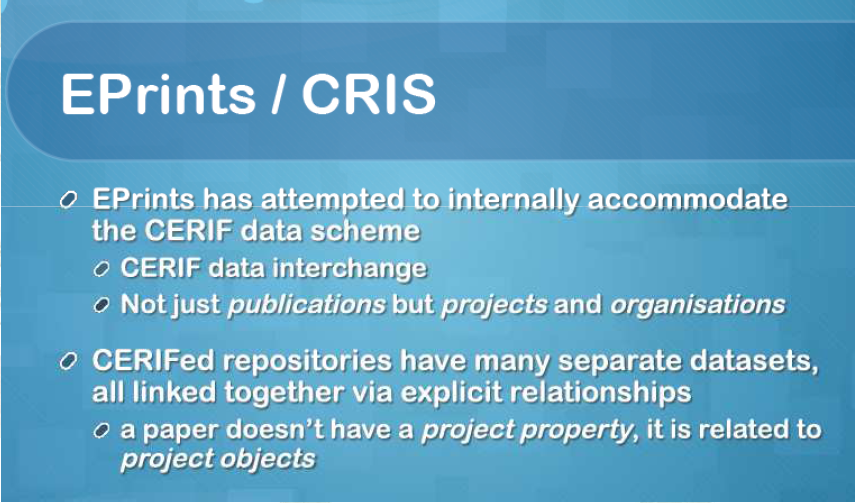 EPrints / CRIS
EPrints has attempted to internally accommodate
the CERIF data scheme
CERIF data interchange
Not just publications but projects and organisations
CERIFed repositories have many separate datasets,
all linked together via explicit relationships
a paper doesn't have a project property, it is related to
project objects